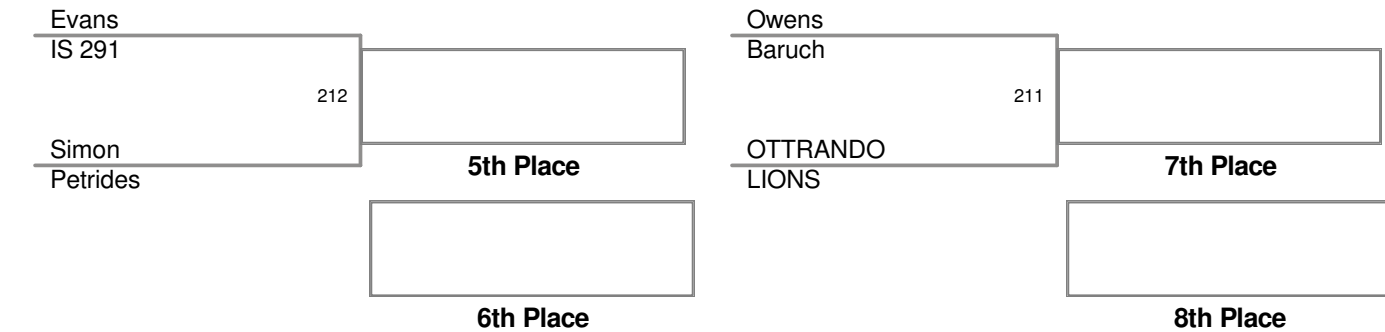 Evans
IS 291
212
Simon
Petrides
5th Place
6th Place
Owens
Baruch
211
OTTRANDO
LIONS
7th Place
8th Place